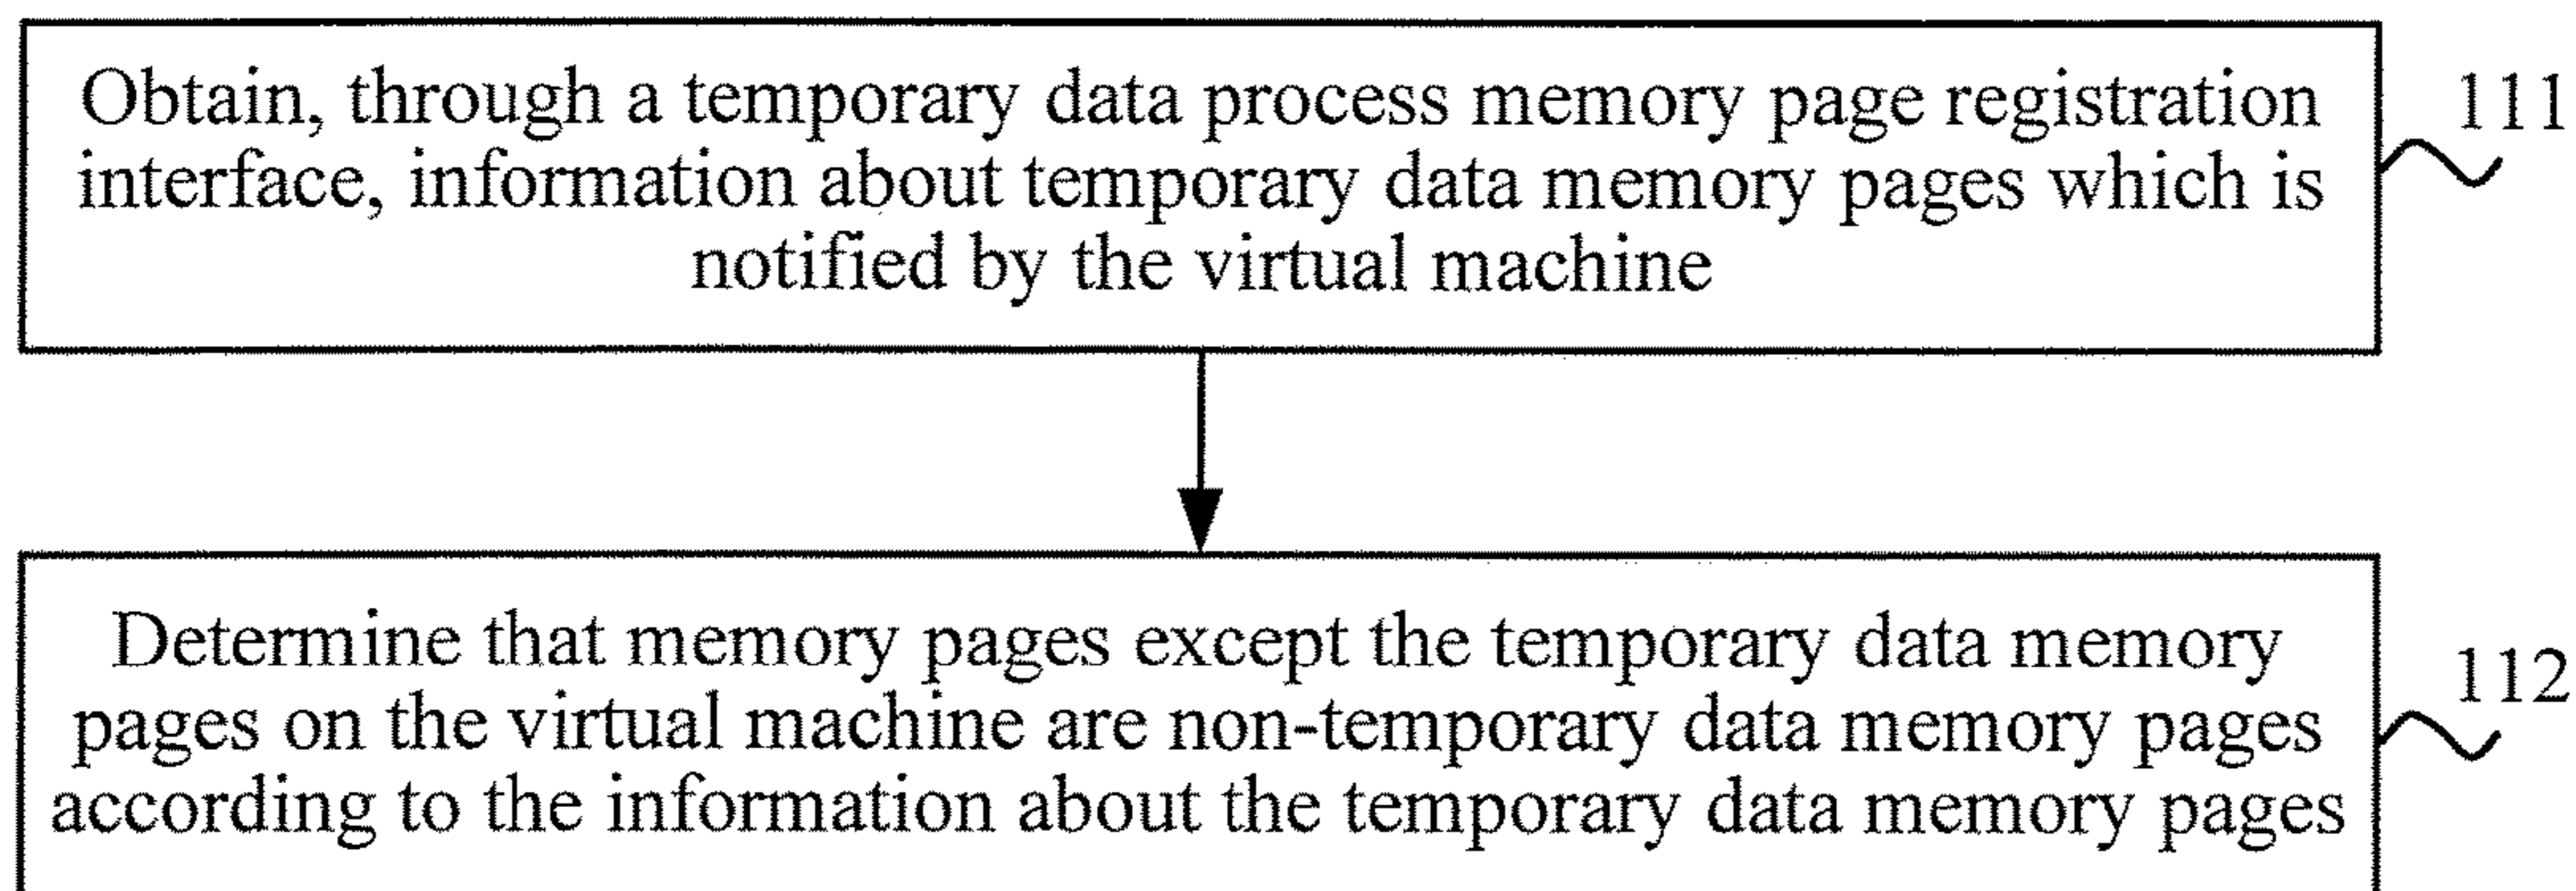 Obtain, through a temporary data process memory page registration
interface, information about temporary data memory pages which is
notified by the virtual machine
111
Determine that memory pages except the temporary data memory
pages on the virtual machine are non-temporary data memory pages
according to the information about the temporary data memory pages
112